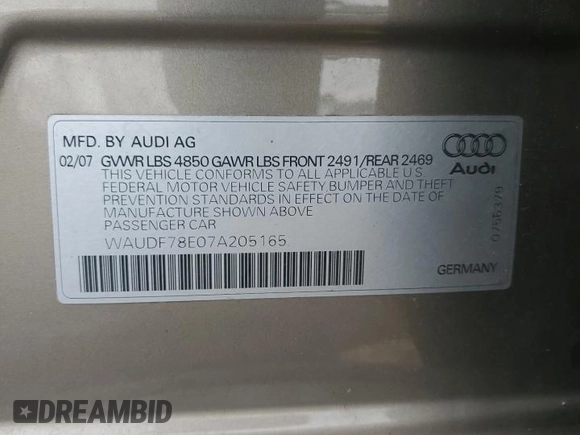 MFD. BY AUDI AG
02/07 GVWR LBS 4850 GAWR LBS FRONT 2491/REAR 2469
THIS VEHICLE CONFORMS TO ALL APPLICABLE U.S.
FEDERAL MOTOR VEHICLE SAFETY BUMPER AND THEFT
PREVENTION STANDARDS IN EFFECT ON THE DATE OF
MANUFACTURE SHOWN ABOVE
PASSENGER CAR
WAUDF78E07A205165
Audi
GERMANY
DREAMBID